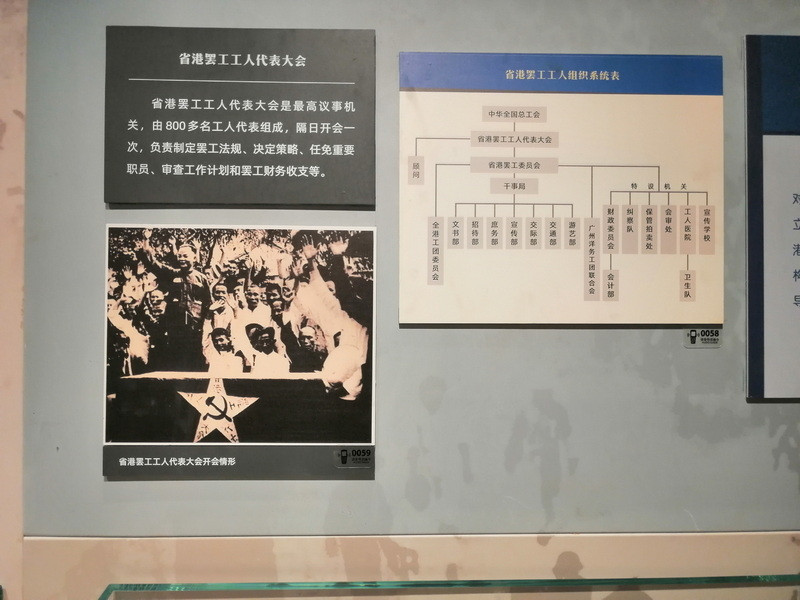 省港罢工工人代表大会
省港罢工工人代表大会是最高议事机
关，由800多名工人代表组成，隔日开会一
次，负责制定罢工法规、决定策略、任免重要
职员、审查工作计划和罢工财务收支等。
省港罢工工人代表大会开会情形
0059
省港罢工工人组织系统表
中华全国总工会
省港罢工工人代表大会
顾问
省港罢工委员会
干事局
特设机关
全港工团委员会
文书部
招待部
庶务部
宣传部
交际部
交通部
游艺部
广州洋务工团联合会
财政委员会
纠察队
保管拍卖处
会审处
工人医院
宣传学校
会计部
卫生队
0058